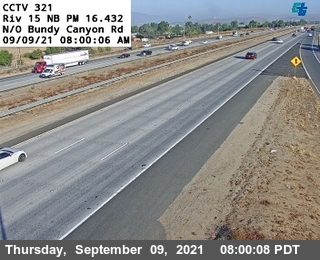 CCTV 321
Riv 15 NB PM 16.432
N/O Bundy Canyon Rd
09/09/21 08:00:06 AM
Thursday, September 09, 2021 08:00:08 PDT